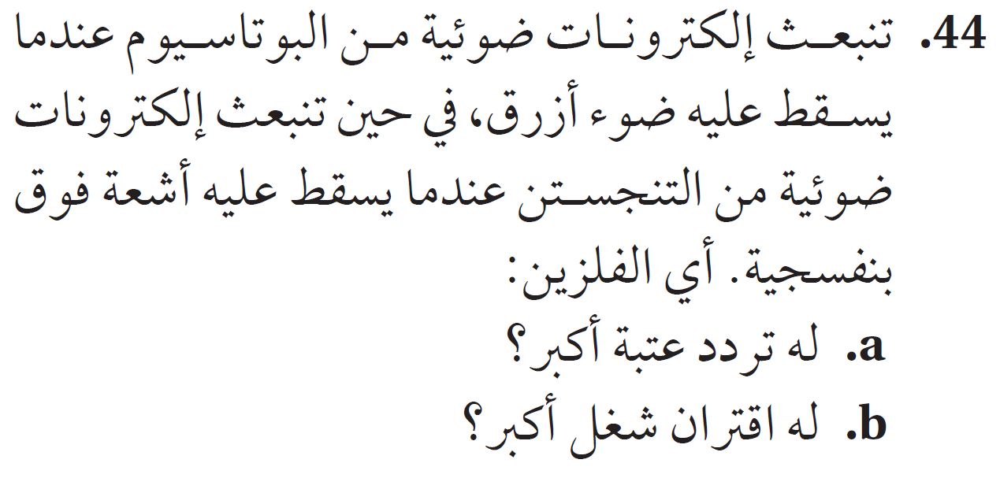 44. تنبعث إلكترونات ضوئية من البوتاسيوم عندما
يسقط عليه ضوء أزرق، في حين تنبعث إلكترونات
ضوئية من التنجستن عندما يسقط عليه أشعة فوق
بنفسجية. أي الفلزين:
a. له تردد عتبة أكبر؟
b. له اقتران شغل أكبر؟